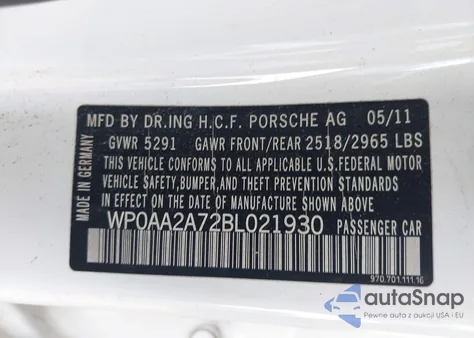 MFD BY DR.ING H.C.F. PORSCHE AG 05/11
GVWR 5291 GAWR FRONT/REAR 2518/2965 LBS
THIS VEHICLE CONFORMS TO ALL APPLICABLE
U.S.FEDERAL MOTOR
VEHICLE SAFETY,BUMPER,AND THEFT PREVENTION
STANDARDS IN EFFECT ON THE DATE OF
MANUFACTURE SHOWN ABOVE.
WP0AA2A72BL021930 PASSENGER CAR
MADE IN GERMANY
970.701.111.16
autoSnap
Pewne auta z aukcji USA i EU